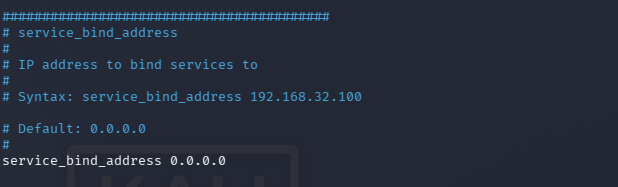 #########################################
# service_bind_address
#
# IP address to bind services to
#
# Syntax: service_bind_address 192.168.32.100
# Default: 0.0.0.0
#
service_bind_address 0.0.0.0
KALI